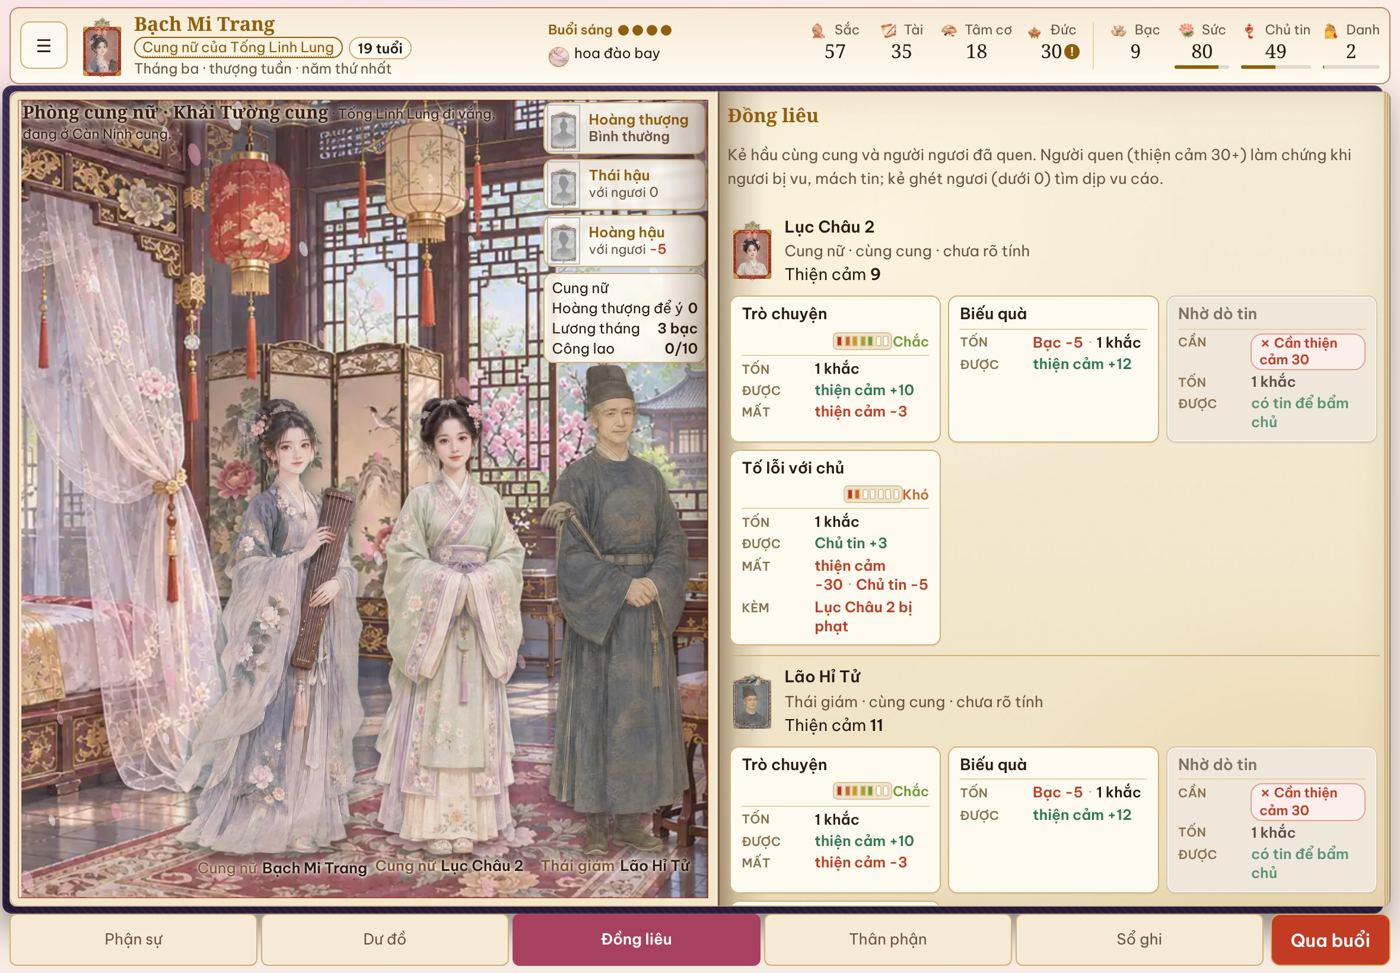 ☰
Bạch Mi Trang
Cung nữ của Tống Linh Lung 19 tuổi
Tháng ba · thượng tuần · năm thứ nhất
Buổi sáng
hoa đào bay
Sắc 57
Tài 35
Tâm cơ 18
Đức 30 !
Bạc 9
Sức 80
Chủ tin 49
Danh 2
Phòng cung nữ · Khải Tường cung Tống Linh Lung đi vắng,
đang ở Càn Ninh cung.
Hoàng thượng
Bình thường
Thái hậu
với ngươi 0
Hoàng hậu
với ngươi -5
Cung nữ
Hoàng thượng để ý 0
Lương tháng 3 bạc
Công lao 0/10
Cung nữ Bạch Mi Trang
Cung nữ Lục Châu 2
Thái giám Lão Hỉ Tử
Đồng liêu
Kẻ hầu cùng cung và người ngươi đã quen. Người quen (thiện cảm 30+) làm chứng khi
ngươi bị vu, mách tin; kẻ ghét ngươi (dưới 0) tìm dịp vu cáo.
Lục Châu 2
Cung nữ · cùng cung · chưa rõ tính
Thiện cảm 9
Trò chuyện
Chắc
TỐN 1 khắc
ĐƯỢC thiện cảm +10
MẤT thiện cảm -3
Biếu quà
TỐN Bạc -5 · 1 khắc
ĐƯỢC thiện cảm +12
Nhờ dò tin
CẦN × Cần thiện
cảm 30
TỐN 1 khắc
ĐƯỢC có tin để bẩm
chủ
Tố lỗi với chủ
Khó
TỐN 1 khắc
ĐƯỢC Chủ tin +3
MẤT thiện cảm
-30 · Chủ tin -5
KÈM Lục Châu 2 bị
phạt
Lão Hỉ Tử
Thái giám · cùng cung · chưa rõ tính
Thiện cảm 11
Trò chuyện
Chắc
TỐN 1 khắc
ĐƯỢC thiện cảm +10
MẤT thiện cảm -3
Biếu quà
TỐN Bạc -5 · 1 khắc
ĐƯỢC thiện cảm +12
Nhờ dò tin
CẦN × Cần thiện
cảm 30
TỐN 1 khắc
ĐƯỢC có tin để bẩm
chủ
Phận sự
Dư đồ
Đồng liêu
Thân phận
Sổ ghi
Qua buổi